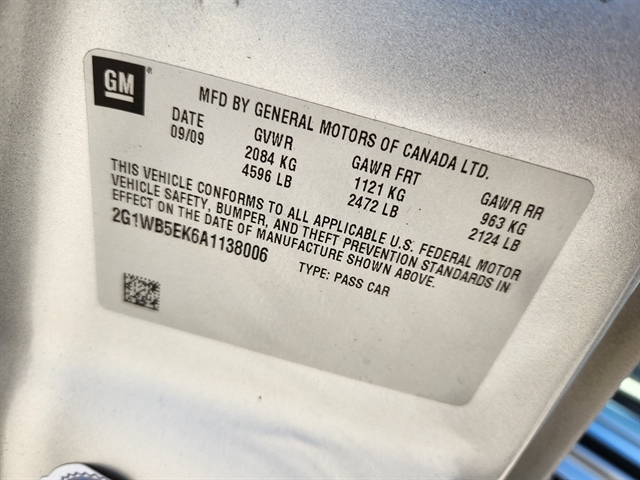 GM
MFD BY GENERAL MOTORS OF CANADA LTD.
DATE GVWR GAWR FRT GAWR RR
09/09 2084 KG 1121 KG 963 KG
4596 LB 2472 LB 2124 LB
THIS VEHICLE CONFORMS TO ALL APPLICABLE U.S. FEDERAL MOTOR
VEHICLE SAFETY, BUMPER, AND THEFT PREVENTION STANDARDS IN
EFFECT ON THE DATE OF MANUFACTURE SHOWN ABOVE.
2G1WB5EK6A1138006 TYPE: PASS CAR